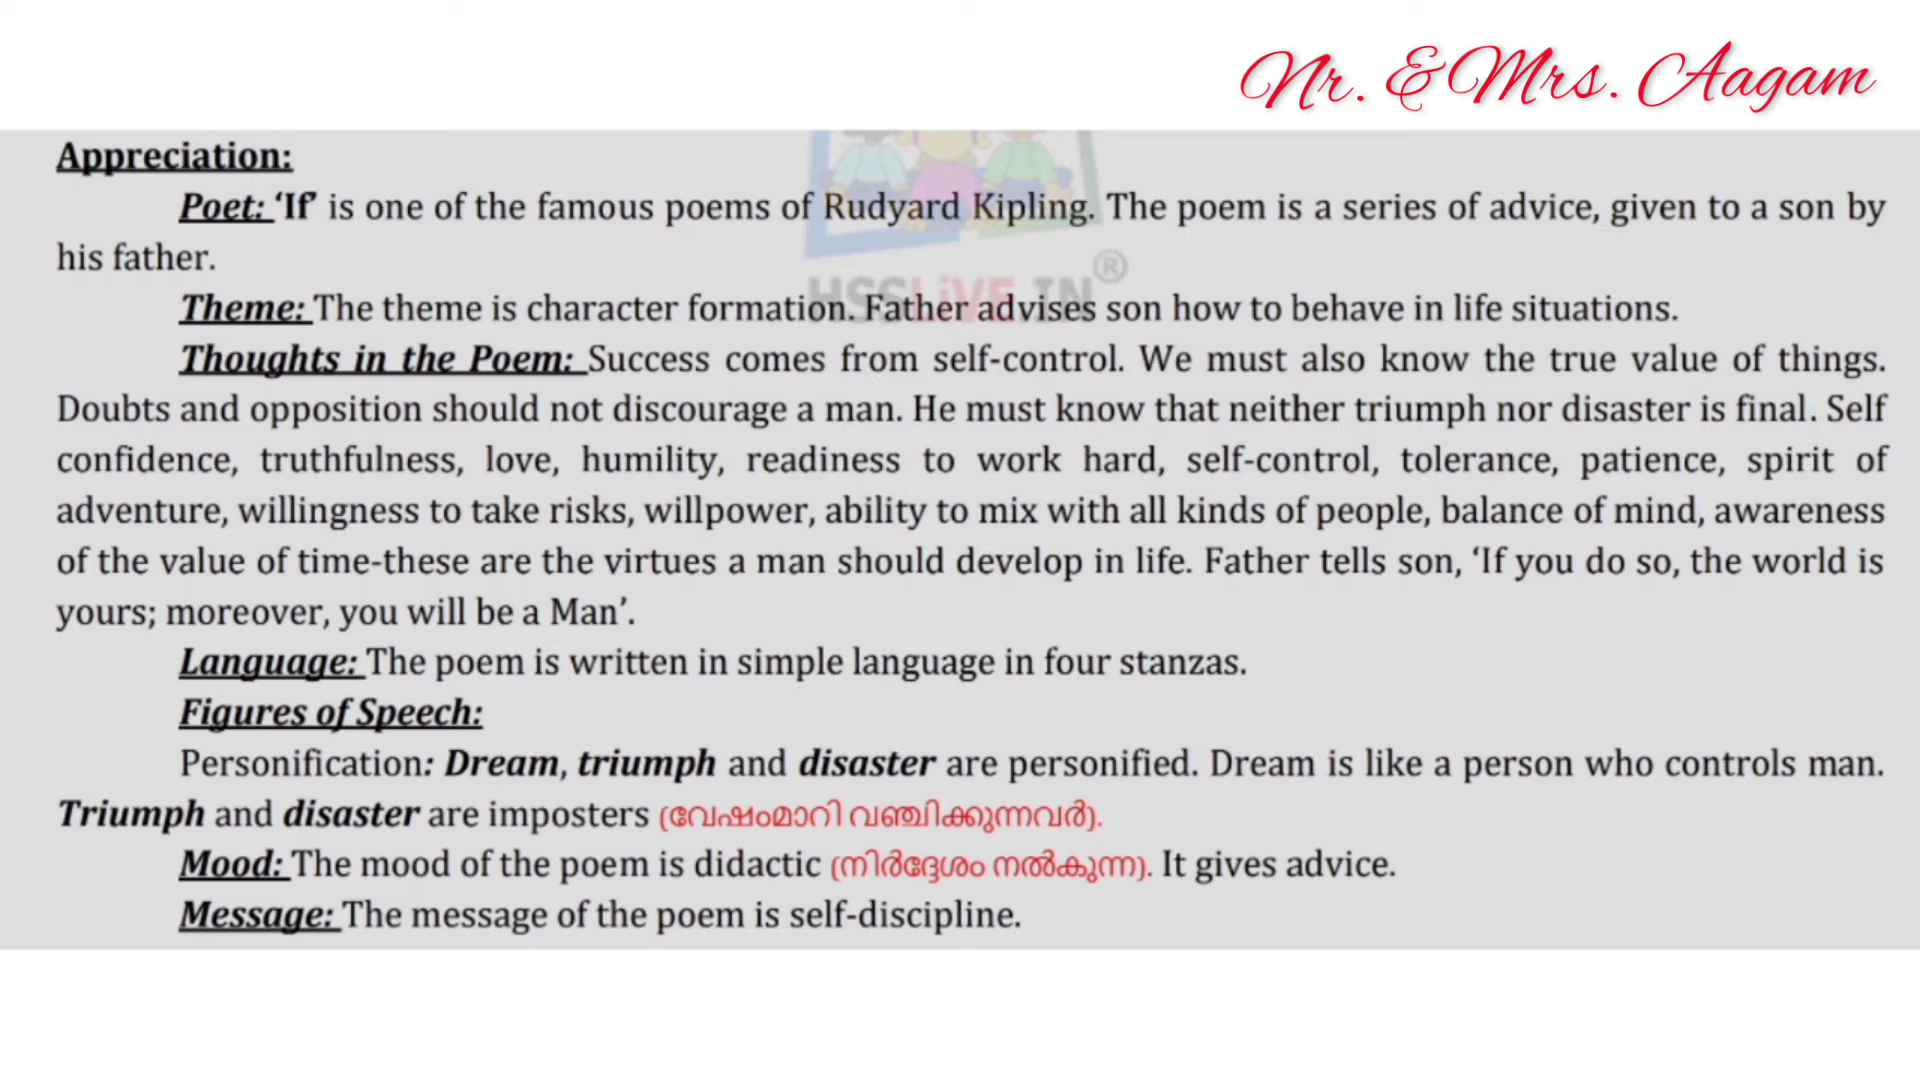 Nr. & Mrs. Aagam
Appreciation:
Poet: ‘If’ is one of the famous poems of Rudyard Kipling. The poem is a series of advice, given to a son by
his father.
HSSLiVE.IN®
Theme: The theme is character formation. Father advises son how to behave in life situations.
Thoughts in the Poem: Success comes from self-control. We must also know the true value of things.
Doubts and opposition should not discourage a man. He must know that neither triumph nor disaster is final. Self
confidence, truthfulness, love, humility, readiness to work hard, self-control, tolerance, patience, spirit of
adventure, willingness to take risks, willpower, ability to mix with all kinds of people, balance of mind, awareness
of the value of time-these are the virtues a man should develop in life. Father tells son, ‘If you do so, the world is
yours; moreover, you will be a Man’.
Language: The poem is written in simple language in four stanzas.
Figures of Speech:
Personification: Dream, triumph and disaster are personified. Dream is like a person who controls man.
Triumph and disaster are imposters (വേഷംമാറി വഞ്ചിക്കുന്നവർ).
Mood: The mood of the poem is didactic (നിർദ്ദേശം നൽകുന്ന). It gives advice.
Message: The message of the poem is self-discipline.